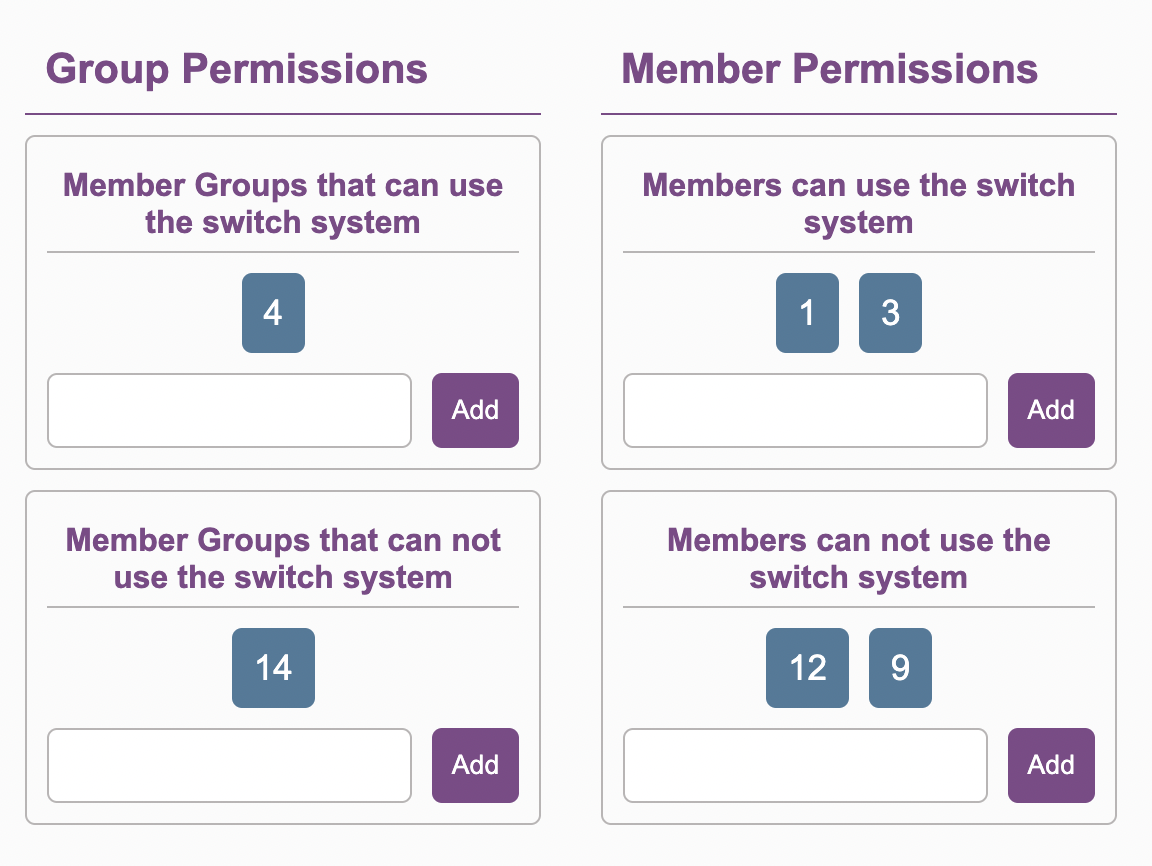 Group Permissions
Member Groups that can use
the switch system
4
Add
Member Groups that can not
use the switch system
14
Add
Member Permissions
Members can use the switch
system
1 3
Add
Members can not use the
switch system
12 9
Add